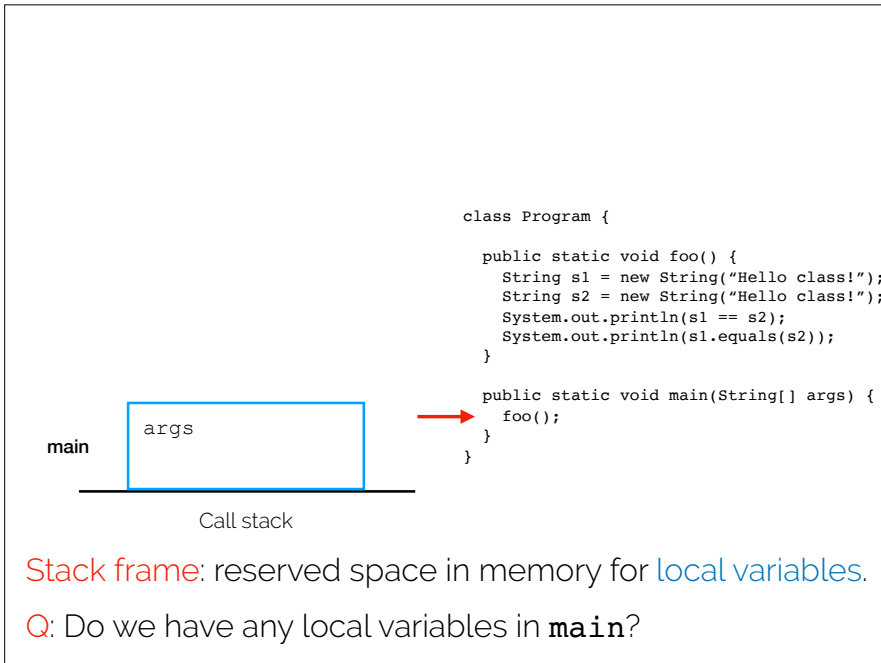 class Program {
public static void foo() {
String s1 = new String(“Hello class!”);
String s2 = new String(“Hello class!”);
System.out.println(s1 == s2);
System.out.println(s1.equals(s2));
}
public static void main(String[] args) {
foo();
}
}
args
main
Call stack
Stack frame: reserved space in memory for local variables.
Q: Do we have any local variables in main?